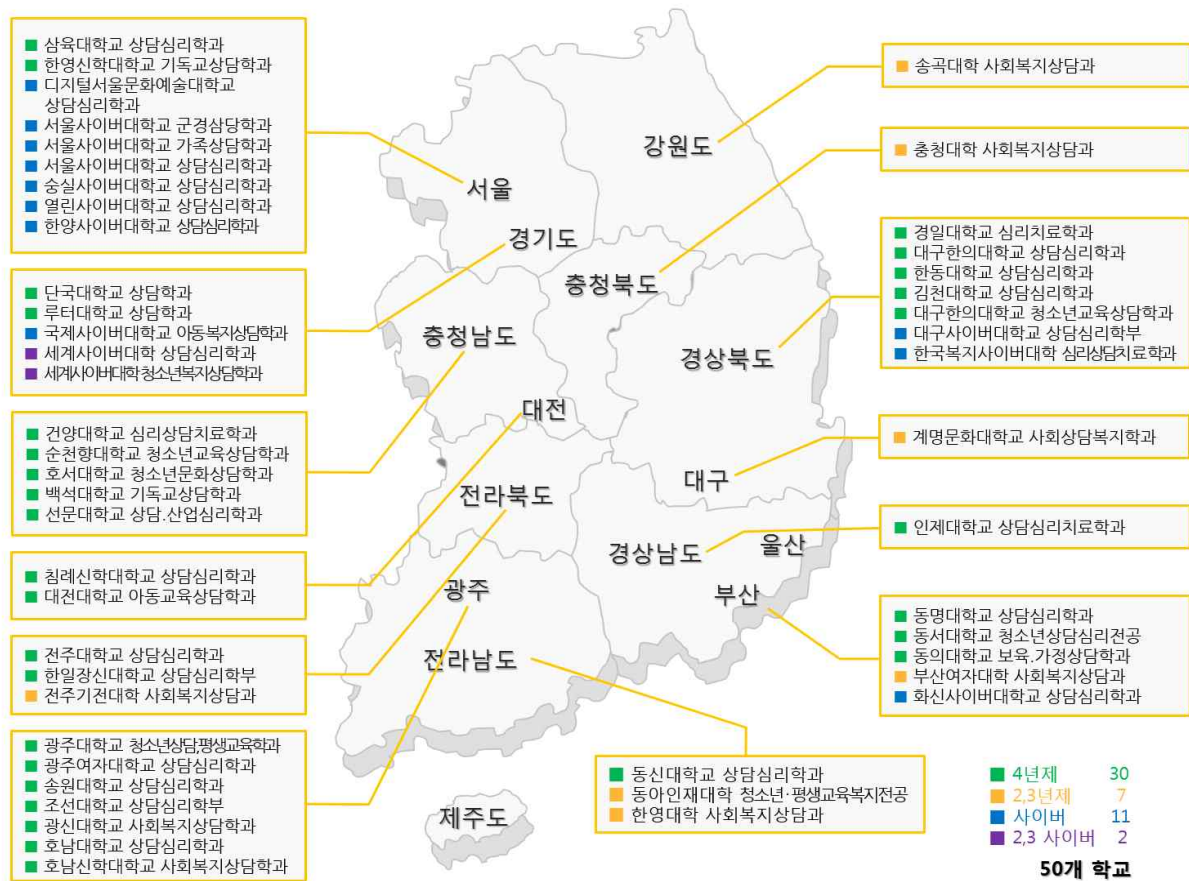 삼육대학교 상담심리학과
한영신학대학교 기독교상담학과
디지털서울문화예술대학교
상담심리학과
서울사이버대학교 군경삼당학과
서울사이버대학교 가족상담학과
서울사이버대학교 상담심리학과
숭실사이버대학교 상담심리학과
열린사이버대학교 상담심리학과
한양사이버대학교 상담심리학과
단국대학교 상담학과
루터대학교 상담학과
국제사이버대학교 아동복지상담학과
세계사이버대학 상담심리학과
세계사이버대학 청소년복지상담학과
건양대학교 심리상담치료학과
순천향대학교 청소년교육상담학과
호서대학교 청소년문화상담학과
백석대학교 기독교상담학과
선문대학교 상담.산업심리학과
침례신학대학교 상담심리학과
대전대학교 아동교육상담학과
전주대학교 상담심리학과
한일장신대학교 상담심리학부
전주기전대학 사회복지상담과
광주대학교 청소년상담,평생교육학과
광주여자대학교 상담심리학과
송원대학교 상담심리학과
조선대학교 상담심리학부
광신대학교 사회복지상담학과
호남대학교 상담심리학과
호남신학대학교 사회복지상담학과
강원도
서울
경기도
충청북도
충청남도
경상북도
대전
대구
전라북도
경상남도
울산
부산
광주
전라남도
제주도
송곡대학 사회복지상담과
충청대학 사회복지상담과
경일대학교 심리치료학과
대구한의대학교 상담심리학과
한동대학교 상담심리학과
김천대학교 상담심리학과
대구한의대학교 청소년교육상담학과
대구사이버대학교 상담심리학부
한국복지사이버대학 심리상담치료학과
계명문화대학교 사회상담복지학과
인제대학교 상담심리치료학과
동명대학교 상담심리학과
동서대학교 청소년상담심리전공
동의대학교 보육.가정상담학과
부산여자대학 사회복지상담과
화신사이버대학교 상담심리학과
동신대학교 상담심리학과
동아인재대학 청소년·평생교육복지전공
한영대학 사회복지상담과
4년제 30
2,3년제 7
사이버 11
2,3 사이버 2
50개 학교